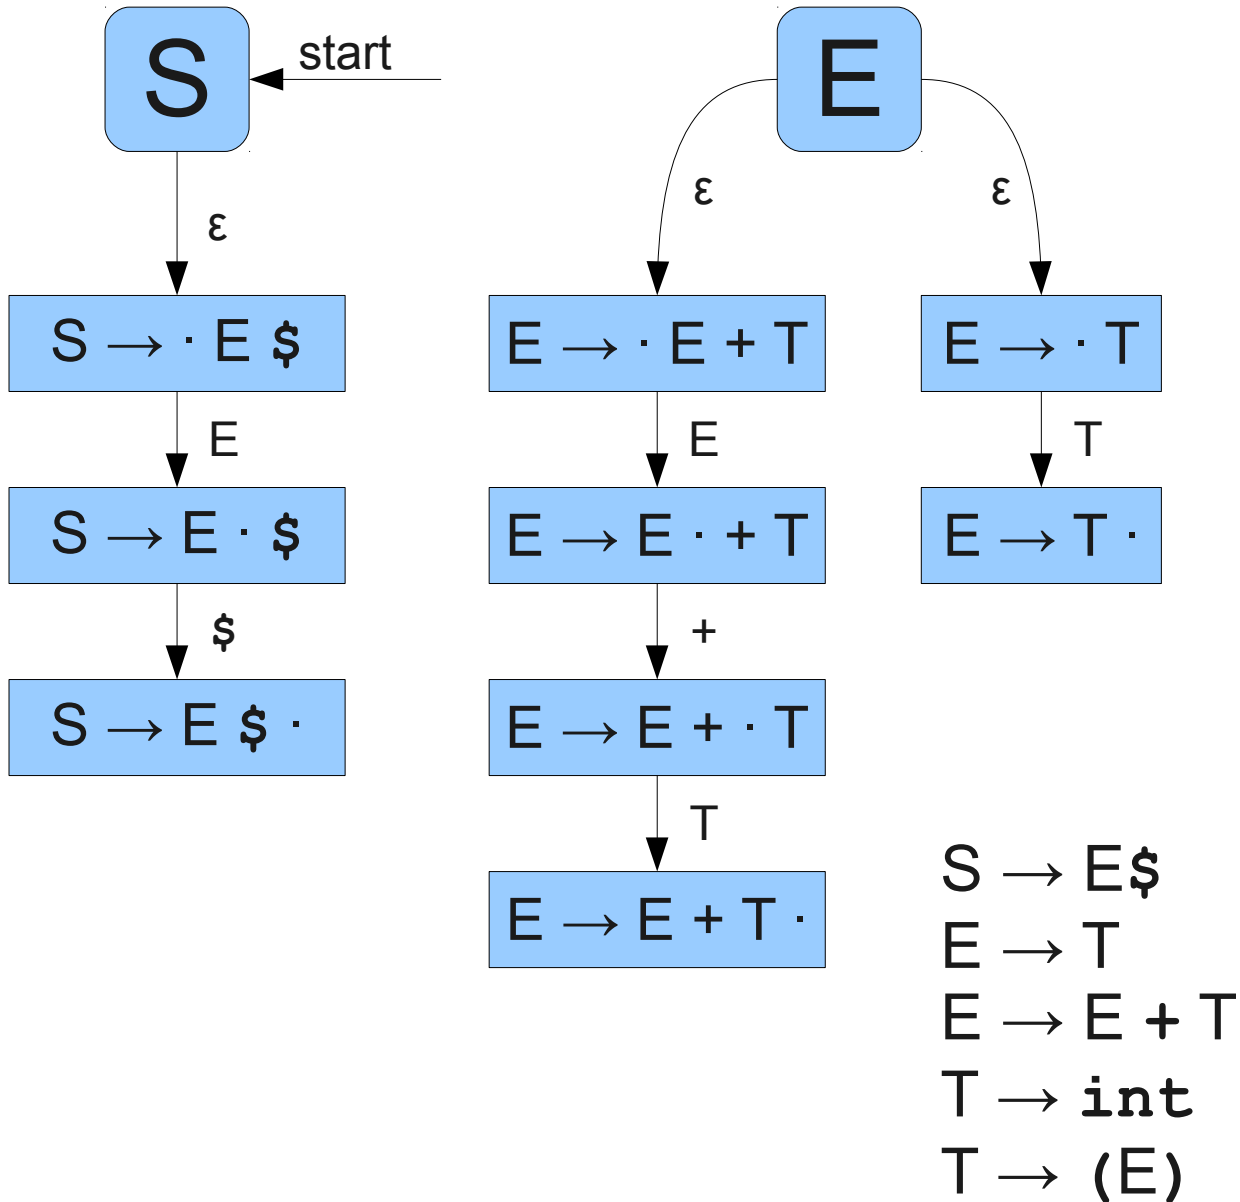 S
start
E
ε
ε
ε
S → · E $
E → · E + T
E → · T
E
E
T
S → E · $
E → E · + T
E → T ·
$
+
S → E $ ·
E → E + · T
T
E → E + T ·
S → E$
E → T
E → E + T
T → int
T → (E)